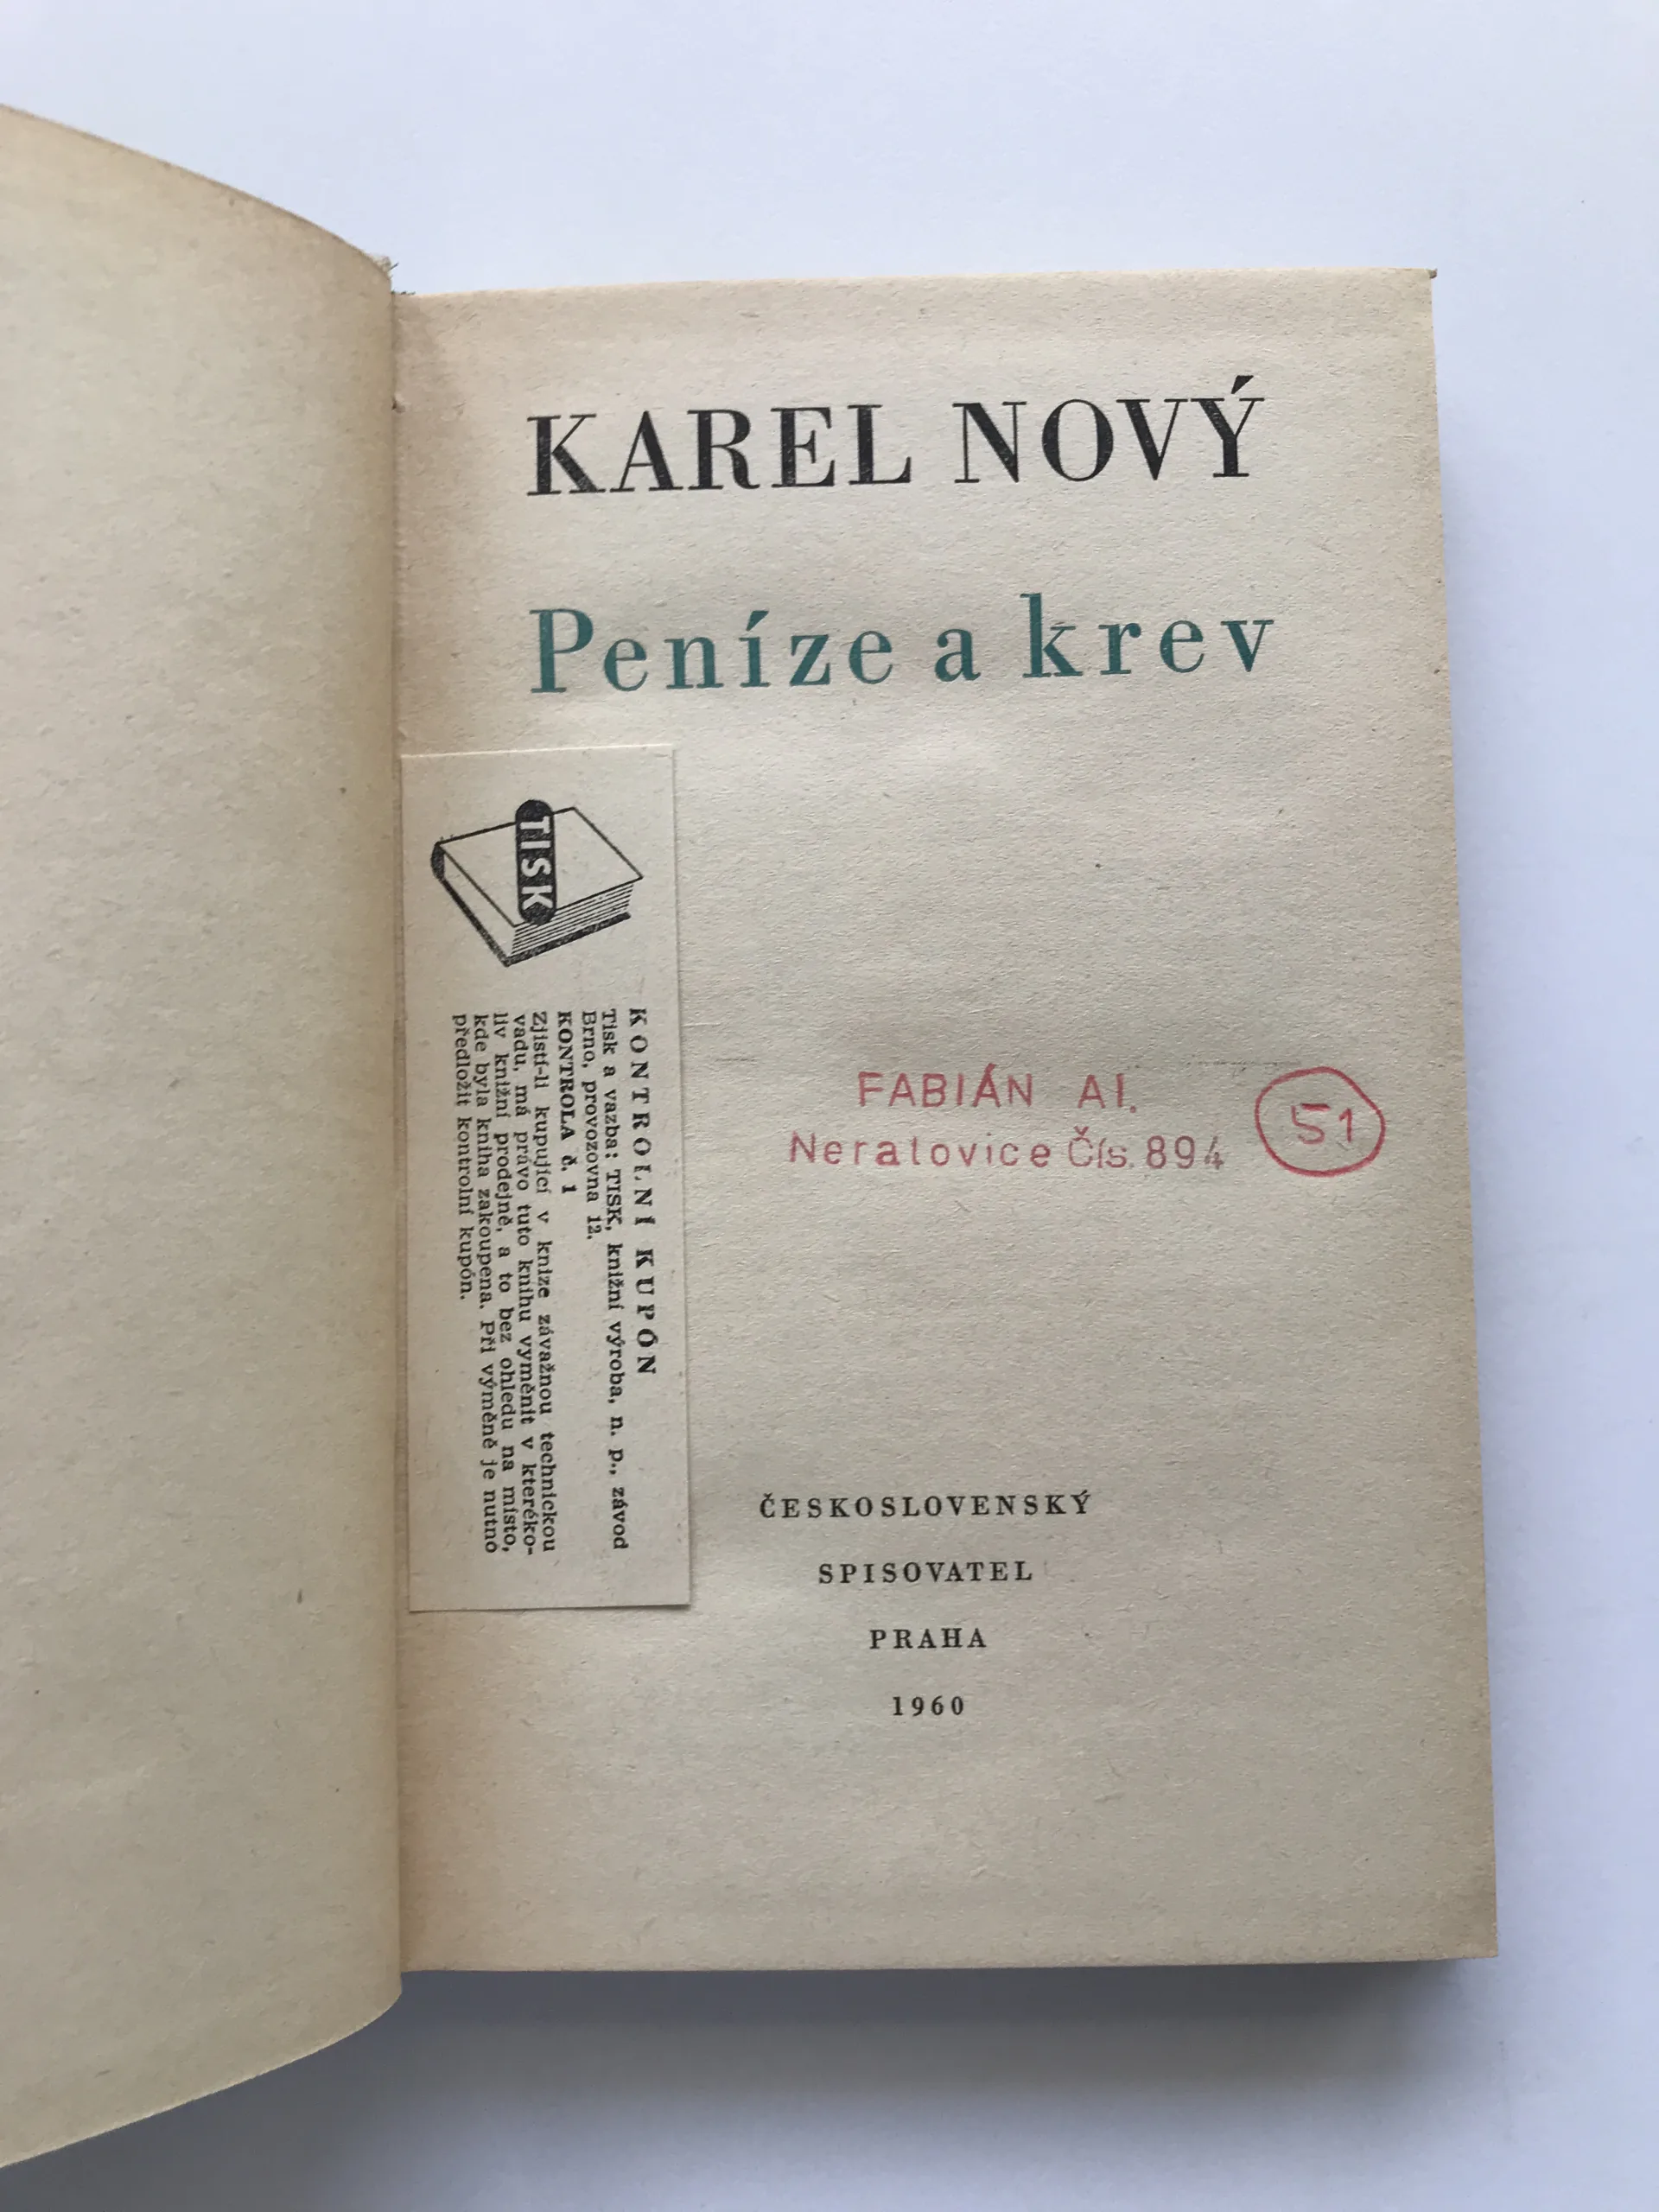 KAREL NOVÝ
Peníze a krev
TISK
KONTROLNÍ KUPÓN
Tisk a vazba: TISK, knižní výroba, n. p., závod
Brno, provozovna 12.
KONTROLA č. 1
Zjistí-li kupující v knize závažnou technickou
vadu, má právo tuto knihu vyměnit v kteréko-
liv knižní prodejně, a to bez ohledu na místo,
kde byla kniha zakoupena. Při výměně je nutno
předložit kontrolní kupón.
FABIÁN Al.
Neratovice Čís. 894
51
ČESKOSLOVENSKÝ
SPISOVATEL
PRAHA
1960